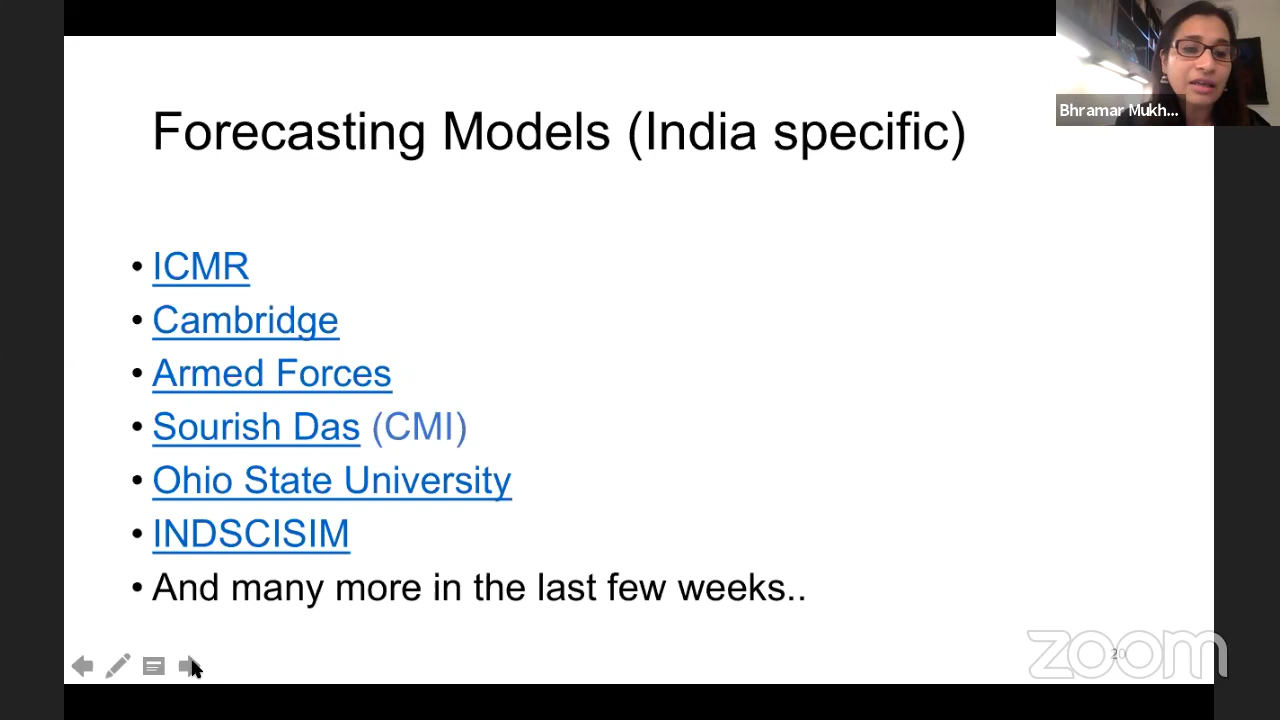 Bhramar Mukh...
Forecasting Models (India specific)
• ICMR
• Cambridge
• Armed Forces
• Sourish Das (CMI)
• Ohio State University
• INDSCISIM
• And many more in the last few weeks..
20
zoom